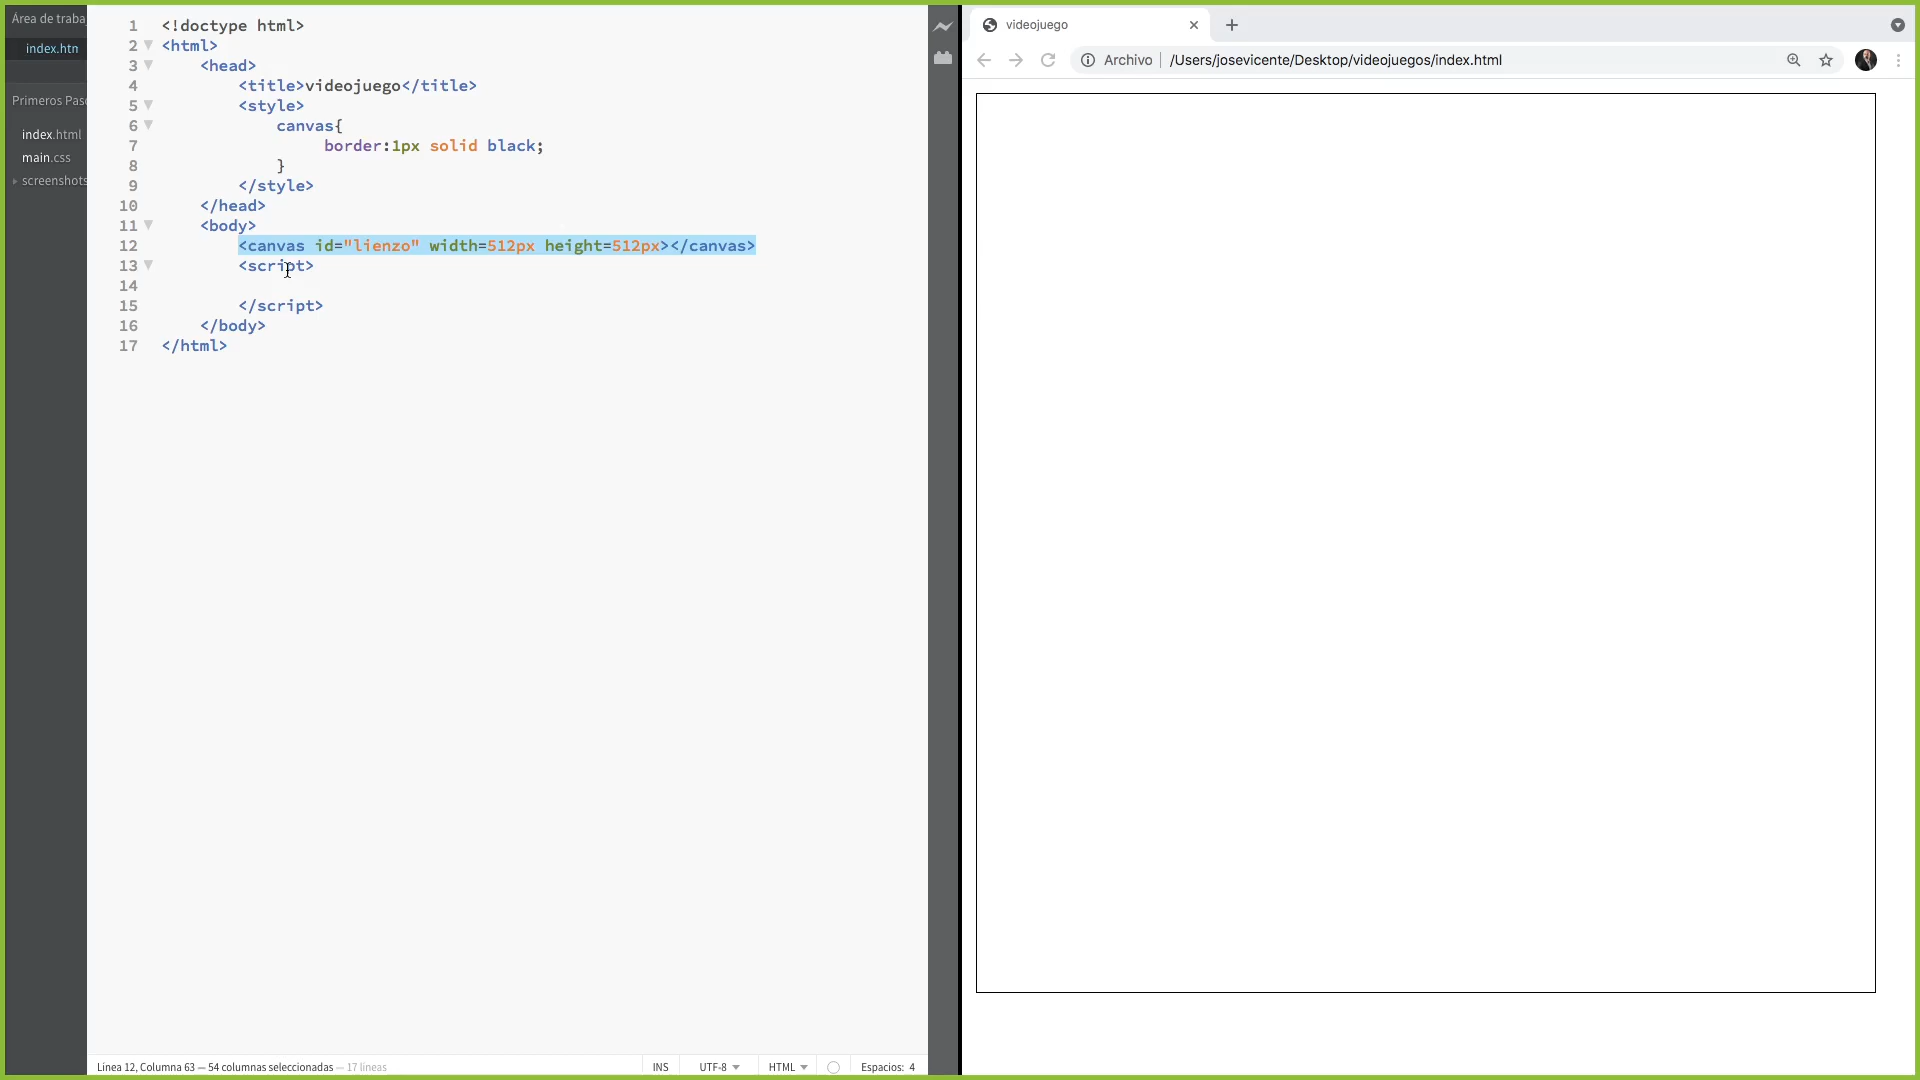 Área de traba
index.htn
Primeros Pas
index.html
main.css
screenshots
1 <!doctype html>
2 <html>
3 <head>
4 <title>videojuego</title>
5 <style>
6 canvas{
7 border:1px solid black;
8 }
9 </style>
10 </head>
11 <body>
12 <canvas id="lienzo" width=512px height=512px></canvas>
13 <script>
14
15 </script>
16 </body>
17 </html>
Línea 12, Columna 63 — 54 columnas seleccionadas — 17 líneas
INS
UTF-8
HTML
Espacios: 4
videojuego
Archivo
/Users/josevicente/Desktop/videojuegos/index.html